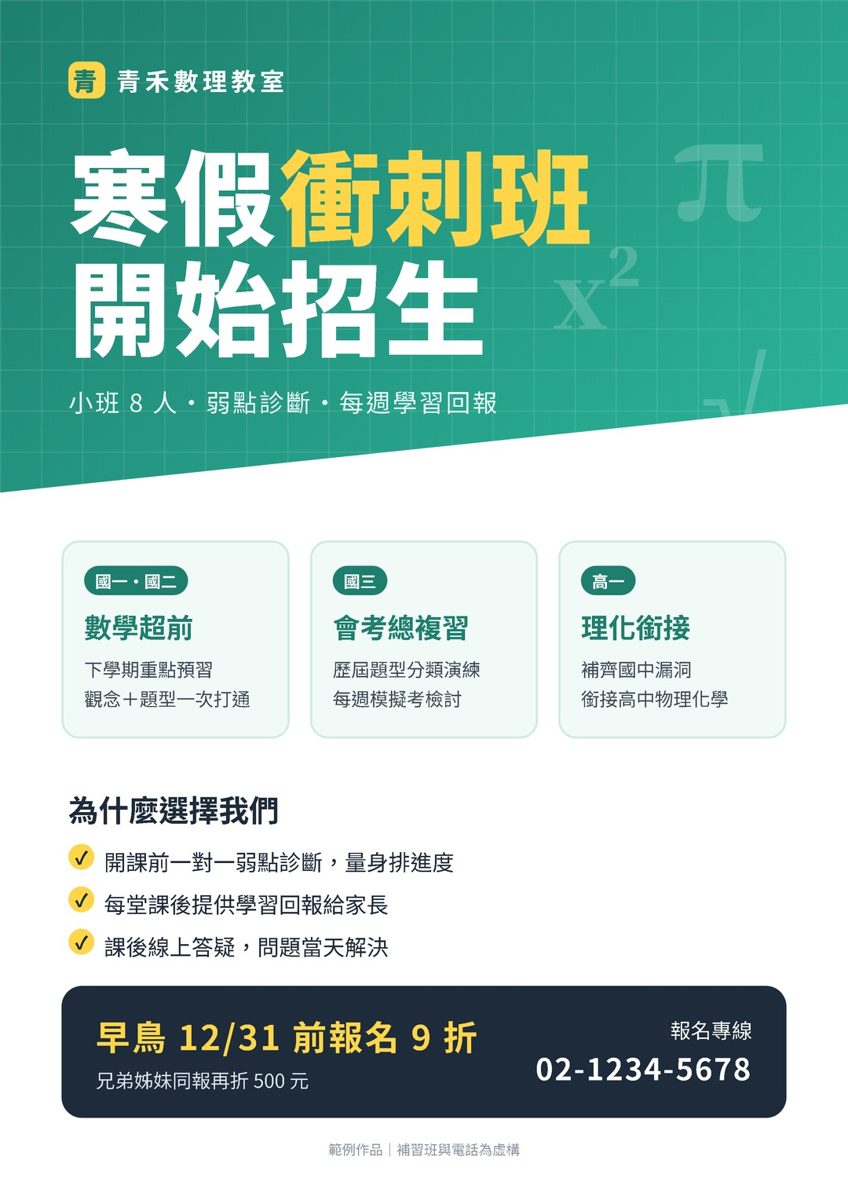 青 青禾數理教室
寒假衝刺班
開始招生
小班 8 人・弱點診斷・每週學習回報
π
x²
√
國一・國二
數學超前
下學期重點預習
觀念＋題型一次打通
國三
會考總複習
歷屆題型分類演練
每週模擬考檢討
高一
理化銜接
補齊國中漏洞
銜接高中物理化學
為什麼選擇我們
開課前一對一弱點診斷，量身排進度
每堂課後提供學習回報給家長
課後線上答疑，問題當天解決
早鳥 12/31 前報名 9 折
兄弟姊妹同報再折 500 元
報名專線
02-1234-5678
範例作品｜補習班與電話為虛構